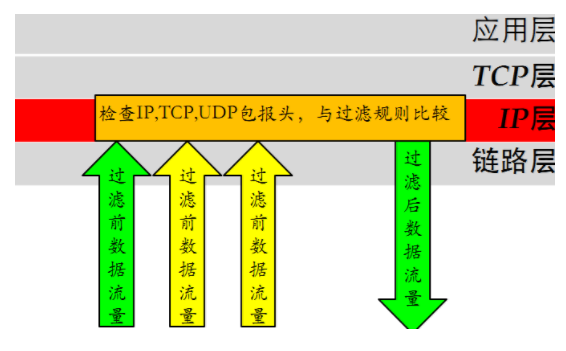 应用层
TCP层
检查IP,TCP,UDP包报头，与过滤规则比较
IP层
链路层
过滤前数据流量
过滤前数据流量
过滤前数据流量
过滤后数据流量